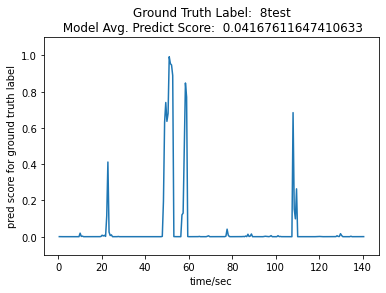 Ground Truth Label:  8test
Model Avg. Predict Score:  0.04167611647410633
pred score for ground truth label
1.0
0.8
0.6
0.4
0.2
0.0
0 20 40 60 80 100 120 140
time/sec